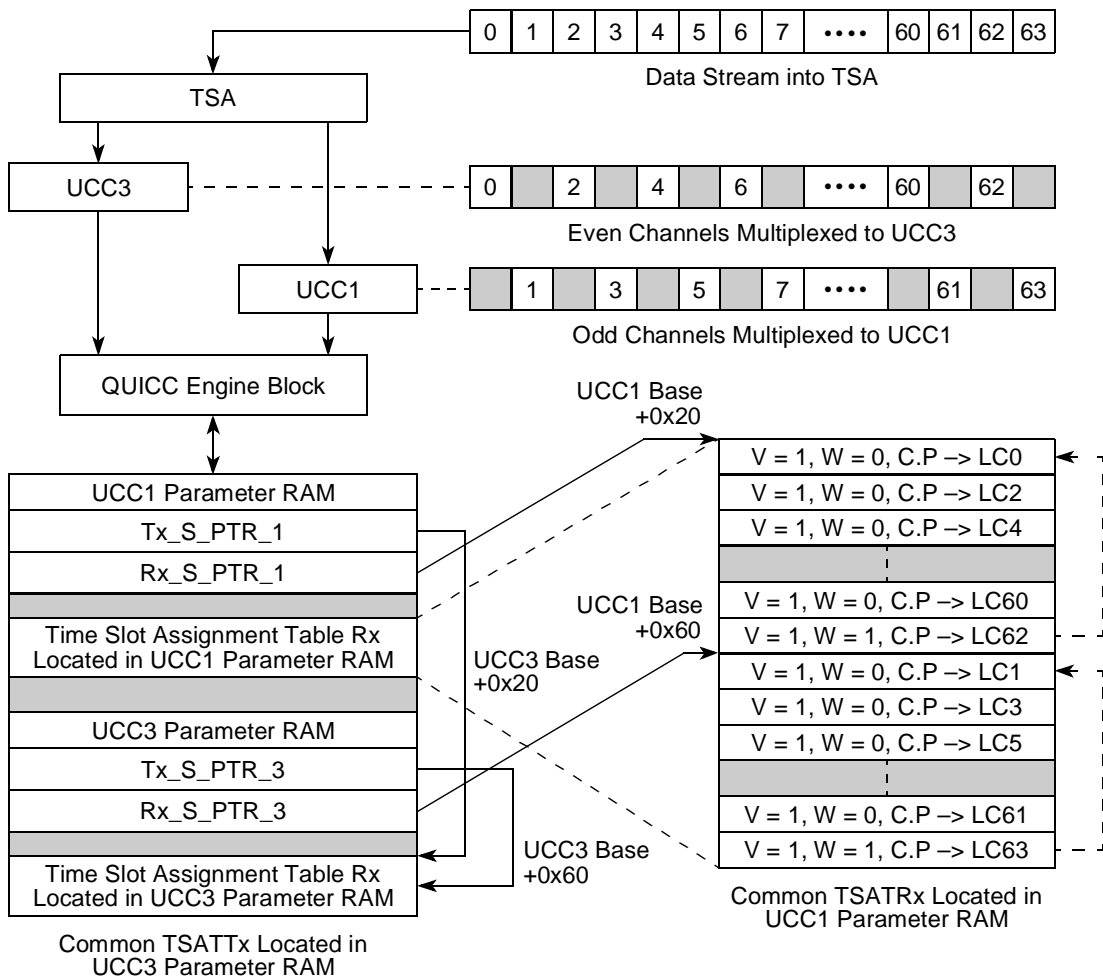 0 1 2 3 4 5 6 7 •••• 60 61 62 63
Data Stream into TSA
TSA
UCC3
0 2 4 6 •••• 60 62
Even Channels Multiplexed to UCC3
UCC1
1 3 5 7 •••• 61 63
Odd Channels Multiplexed to UCC1
QUICC Engine Block
UCC1 Base
+0x20
UCC1 Parameter RAM
Tx_S_PTR_1
Rx_S_PTR_1
Time Slot Assignment Table Rx
Located in UCC1 Parameter RAM
UCC3 Parameter RAM
Tx_S_PTR_3
Rx_S_PTR_3
Time Slot Assignment Table Rx
Located in UCC3 Parameter RAM
Common TSATTx Located in
UCC3 Parameter RAM
UCC3 Base
+0x20
UCC3 Base
+0x60
UCC1 Base
+0x60
V = 1, W = 0, C.P –> LC0
V = 1, W = 0, C.P –> LC2
V = 1, W = 0, C.P –> LC4
V = 1, W = 0, C.P –> LC60
V = 1, W = 1, C.P –> LC62
V = 1, W = 0, C.P –> LC1
V = 1, W = 0, C.P –> LC3
V = 1, W = 0, C.P –> LC5
V = 1, W = 0, C.P –> LC61
V = 1, W = 1, C.P –> LC63
Common TSATRx Located in
UCC1 Parameter RAM